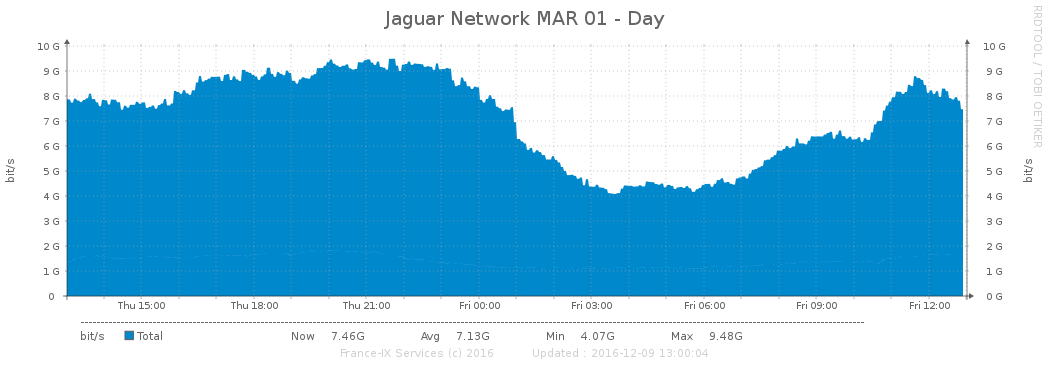 Jaguar Network MAR 01 - Day
RRDTOOL / TOBI OETIKER
bit/s
10 G
9 G
8 G
7 G
6 G
5 G
4 G
3 G
2 G
1 G
0
10 G
9 G
8 G
7 G
6 G
5 G
4 G
3 G
2 G
1 G
0 G
bit/s
Thu 15:00 Thu 18:00 Thu 21:00 Fri 00:00 Fri 03:00 Fri 06:00 Fri 09:00 Fri 12:00
bit/s Total Now 7.46G Avg 7.13G Min 4.07G Max 9.48G
France-IX Services (c) 2016 Updated : 2016-12-09 13:00:04